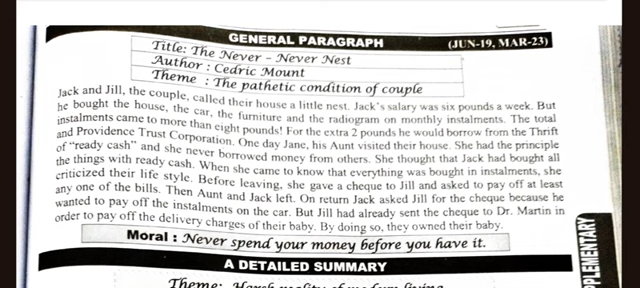 GENERAL PARAGRAPH (JUN-19, MAR-23)
Title: The Never - Never Nest
Author : Cedric Mount
Theme : The pathetic condition of couple
Jack and Jill, the couple, called their house a little nest. Jack's salary was six pounds a week. But
he bought the house, the car, the furniture and the radiogram on monthly instalments. The total
instalments came to more than eight pounds! For the extra 2 pounds he would borrow from the Thrift
and Providence Trust Corporation. One day Jane, his Aunt visited their house. She had the principle
of "ready cash" and she never borrowed money from others. She thought that Jack had bought all
the things with ready cash. When she came to know that everything was bought in instalments, she
criticized their life style. Before leaving, she gave a cheque to Jill and asked to pay off at least
any one of the bills. Then Aunt and Jack left. On return Jack asked Jill for the cheque because he
wanted to pay off the instalments on the car. But Jill had already sent the cheque to Dr. Martin in
order to pay off the delivery charges of their baby. By doing so, they owned their baby.
Moral : Never spend your money before you have it.
A DETAILED SUMMARY
Theme: Harsh reality of modern living
PPLEMENTARY